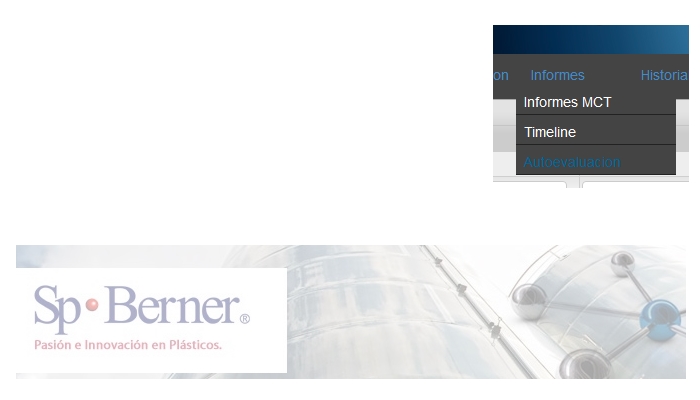 on Informes Historia
Informes MCT
Timeline
Autoevaluacion
Sp Berner®
Pasión e Innovación en Plásticos.